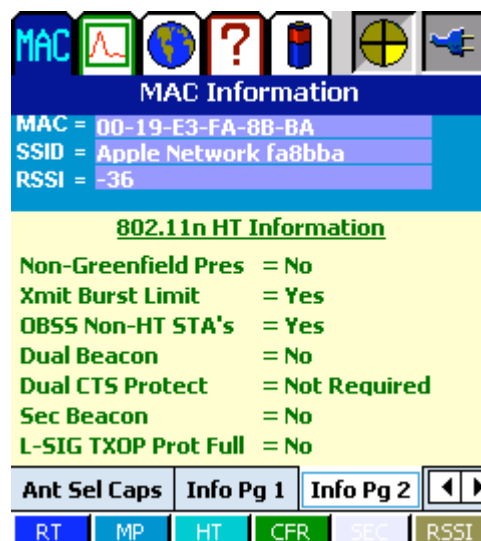 MAC ?
MAC Information
MAC = 00-19-E3-FA-8B-BA
SSID = Apple Network fa8bba
RSSI = -36
802.11n HT Information
Non-Greenfield Pres = No
Xmit Burst Limit = Yes
OBSS Non-HT STA's = Yes
Dual Beacon = No
Dual CTS Protect = Not Required
Sec Beacon = No
L-SIG TXOP Prot Full = No
Ant Sel Caps Info Pg 1 Info Pg 2
RT MP HT CFR SEC RSSI